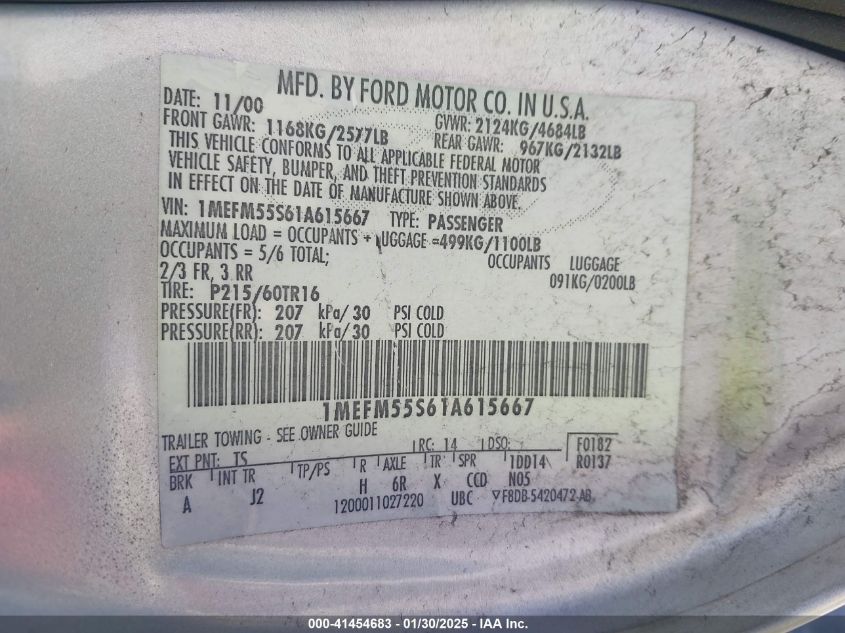 MFD. BY FORD MOTOR CO. IN U.S.A.
DATE: 11/00 GVWR: 2124KG/4684LB
FRONT GAWR: 1168KG/2577LB REAR GAWR: 967KG/2132LB
THIS VEHICLE CONFORMS TO ALL APPLICABLE FEDERAL MOTOR
VEHICLE SAFETY, BUMPER, AND THEFT PREVENTION STANDARDS
IN EFFECT ON THE DATE OF MANUFACTURE SHOWN ABOVE.
VIN: 1MEFM55S61A615667 TYPE: PASSENGER
MAXIMUM LOAD = OCCUPANTS + LUGGAGE =499KG/1100LB
OCCUPANTS = 5/6 TOTAL; OCCUPANTS LUGGAGE
2/3 FR, 3 RR 091KG/0200LB
TIRE: P215/60TR16
PRESSURE(FR): 207 kPa/30 PSI COLD
PRESSURE(RR): 207 kPa/30 PSI COLD
1MEFM55S61A615667
TRAILER TOWING - SEE OWNER GUIDE
EXT PNT: TS RC: 14 DSO: F0182
BRK INT TR TP/PS R AXLE TR SPR 1DD14 R0137
A J2 H 6R X CCD N05
1200011027220 UBC ▽F8DB-5420472-AB
000-41454683 / 01/30/2025 - IAA Inc.